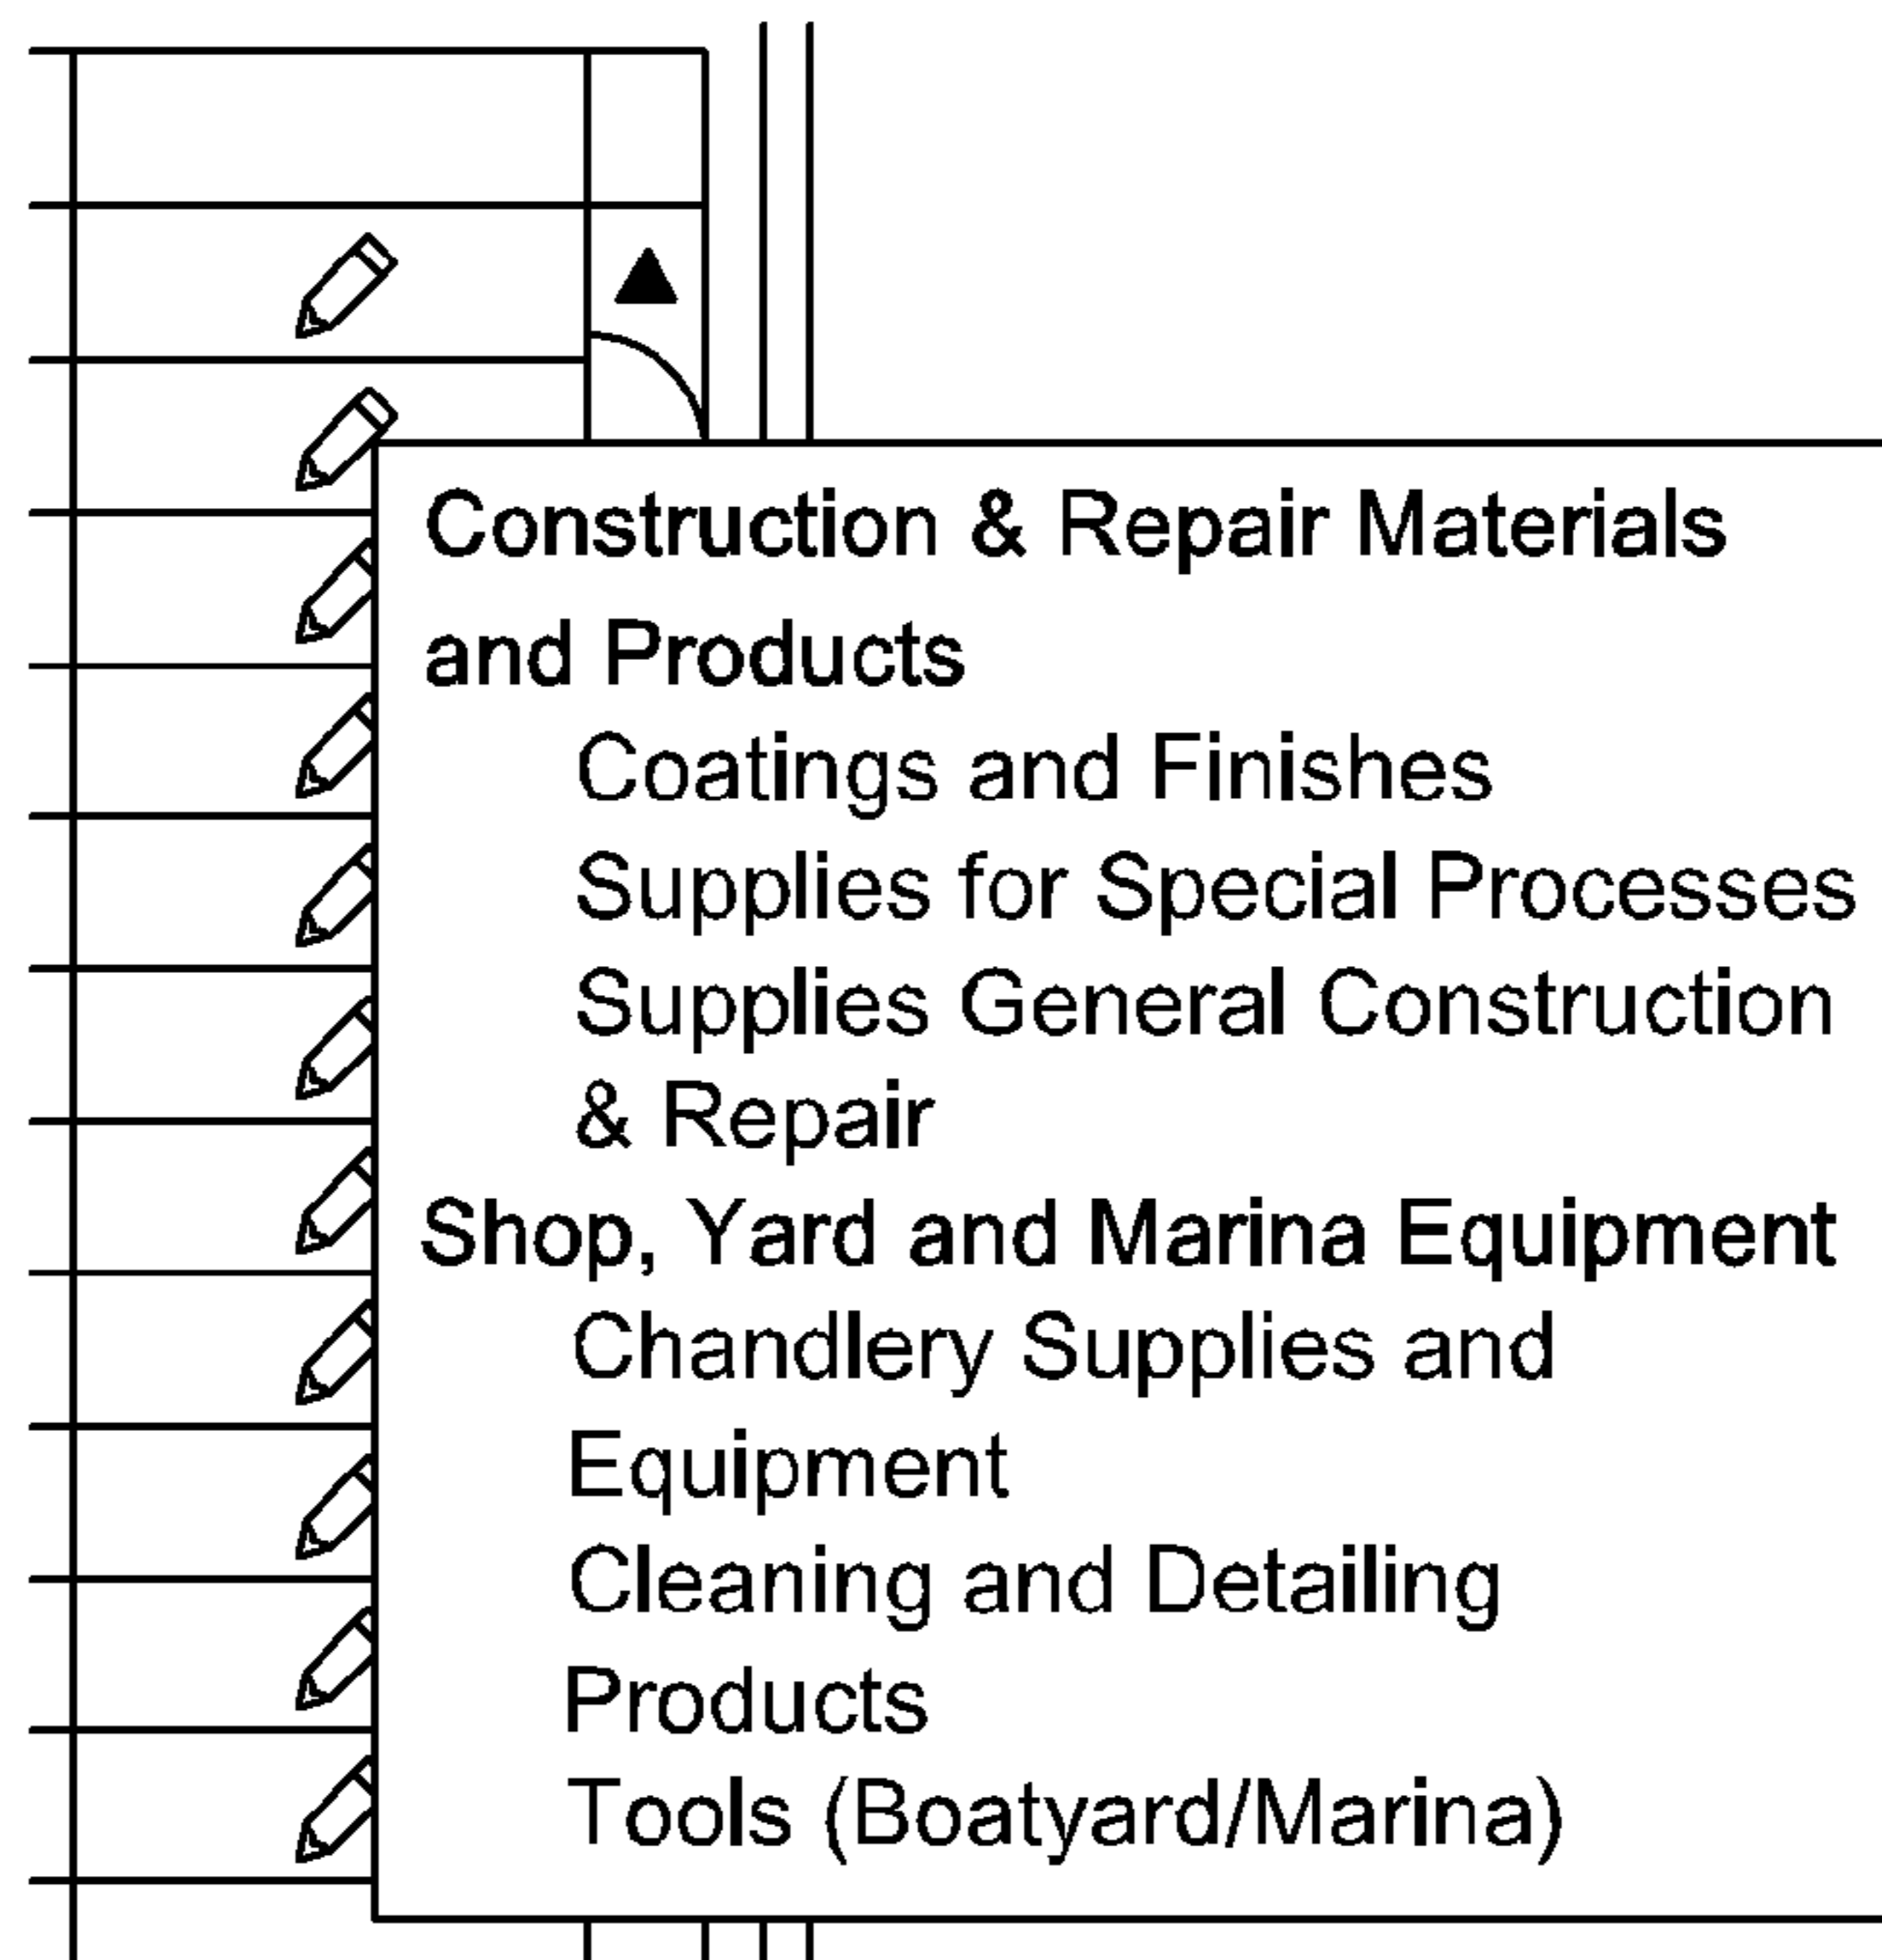 Construction & Repair Materials
and Products
Coatings and Finishes
Supplies for Special Processes
Supplies General Construction
& Repair
Shop, Yard and Marina Equipment
Chandlery Supplies and
Equipment
Cleaning and Detailing
Products
Tools (Boatyard/Marina)